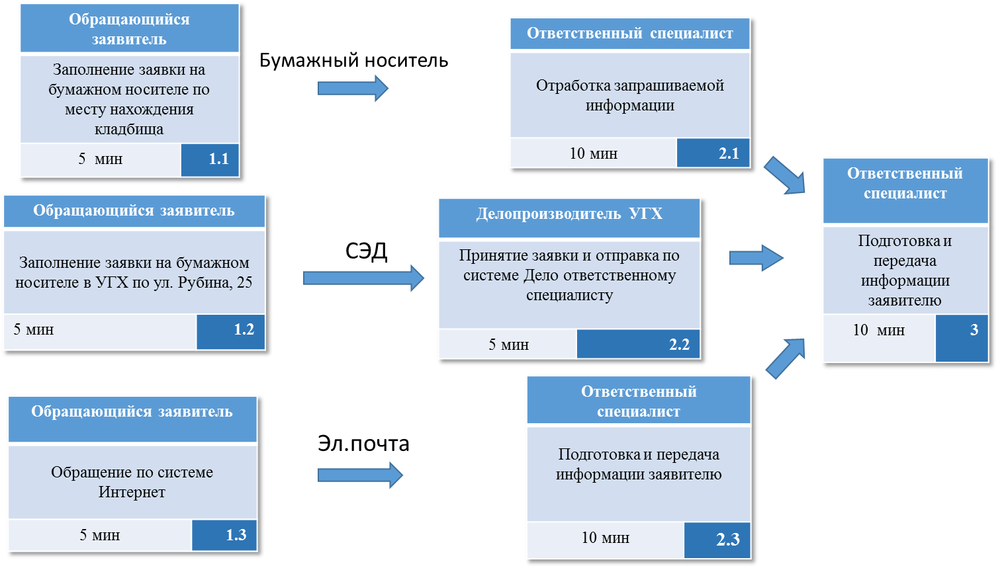 Обращающийся
заявитель
Заполнение заявки на
бумажном носителе по
месту нахождения
кладбища
5 мин
1.1
Бумажный носитель
Ответственный специалист
Отработка запрашиваемой
информации
10 мин
2.1
Обращающийся заявитель
Заполнение заявки на бумажном
носителе в УГХ по ул. Рубина, 25
5 мин
1.2
СЭД
Делопроизводитель УГХ
Принятие заявки и отправка по
системе Дело ответственному
специалисту
5 мин
2.2
Ответственный
специалист
Подготовка и
передача
информации
заявителю
10 мин
3
Обращающийся заявитель
Обращение по системе
Интернет
5 мин
1.3
Эл.почта
Ответственный
специалист
Подготовка и передача
информации заявителю
10 мин
2.3